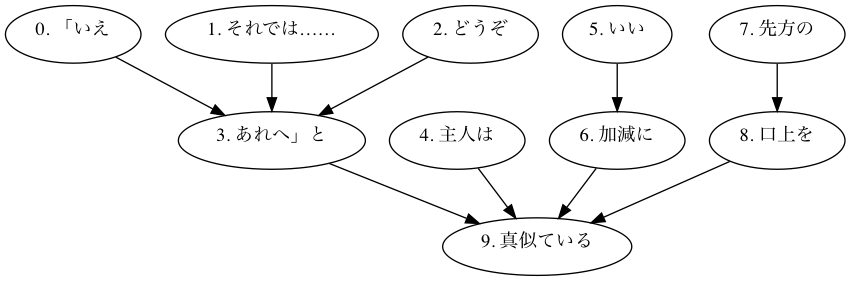 0. 「いえ
1. それでは……
2. どうぞ
5. いい
7. 先方の
3. あれへ」と
4. 主人は
6. 加減に
8. 口上を
9. 真似ている